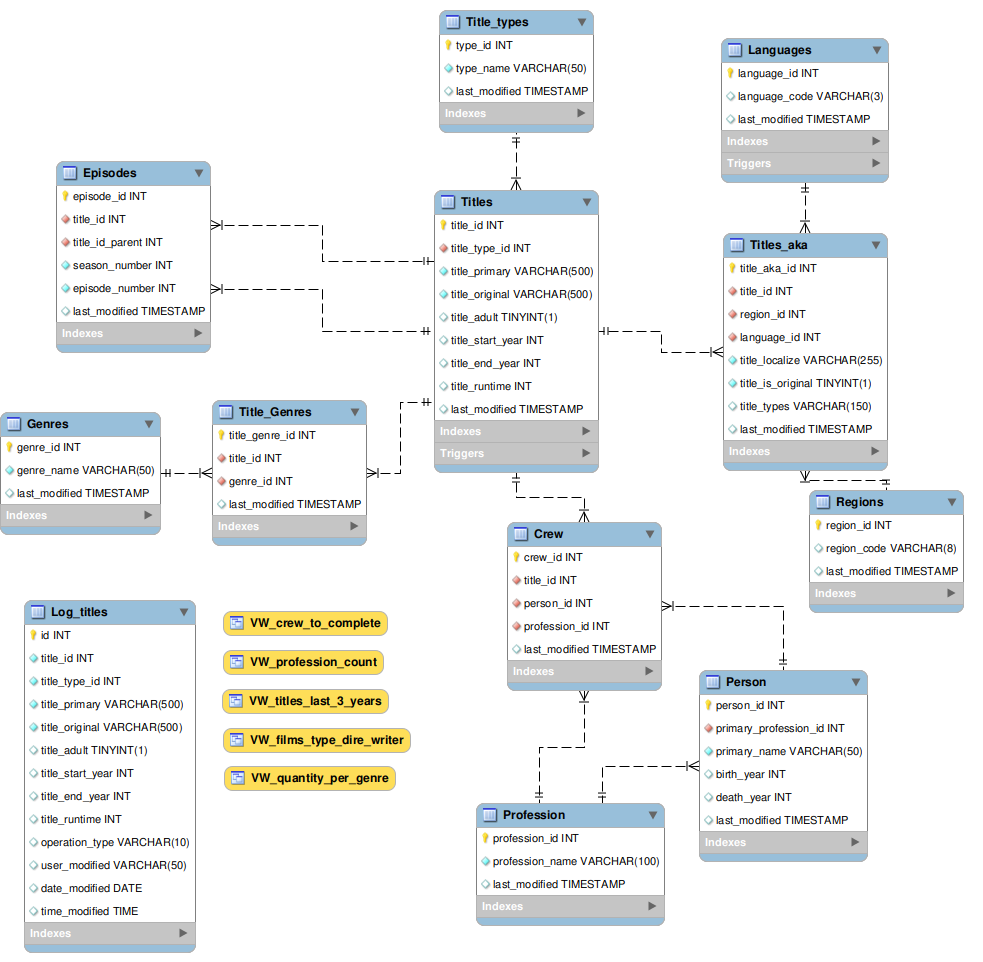 Title_types
type_id INT
type_name VARCHAR(50)
last_modified TIMESTAMP
Indexes
Languages
language_id INT
language_code VARCHAR(3)
last_modified TIMESTAMP
Indexes
Triggers
Episodes
episode_id INT
title_id INT
title_id_parent INT
season_number INT
episode_number INT
last_modified TIMESTAMP
Indexes
Titles
title_id INT
title_type_id INT
title_primary VARCHAR(500)
title_original VARCHAR(500)
title_adult TINYINT(1)
title_start_year INT
title_end_year INT
title_runtime INT
last_modified TIMESTAMP
Indexes
Triggers
Titles_aka
title_aka_id INT
title_id INT
region_id INT
language_id INT
title_localize VARCHAR(255)
title_is_original TINYINT(1)
title_types VARCHAR(150)
last_modified TIMESTAMP
Indexes
Genres
genre_id INT
genre_name VARCHAR(50)
last_modified TIMESTAMP
Indexes
Title_Genres
title_genre_id INT
title_id INT
genre_id INT
last_modified TIMESTAMP
Indexes
Regions
region_id INT
region_code VARCHAR(8)
last_modified TIMESTAMP
Indexes
Crew
crew_id INT
title_id INT
person_id INT
profession_id INT
last_modified TIMESTAMP
Indexes
Log_titles
id INT
title_id INT
title_type_id INT
title_primary VARCHAR(500)
title_original VARCHAR(500)
title_adult TINYINT(1)
title_start_year INT
title_end_year INT
title_runtime INT
operation_type VARCHAR(10)
user_modified VARCHAR(50)
date_modified DATE
time_modified TIME
Indexes
VW_crew_to_complete
VW_profession_count
VW_titles_last_3_years
VW_films_type_dire_writer
VW_quantity_per_genre
Person
person_id INT
primary_profession_id INT
primary_name VARCHAR(50)
birth_year INT
death_year INT
last_modified TIMESTAMP
Indexes
Profession
profession_id INT
profession_name VARCHAR(100)
last_modified TIMESTAMP
Indexes